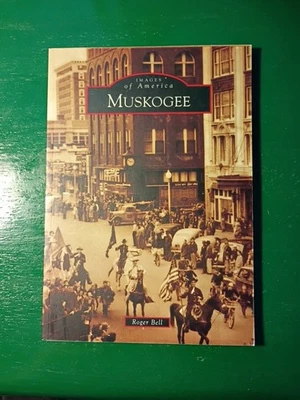 IMAGES
of America
MUSKOGEE
Roger Bell